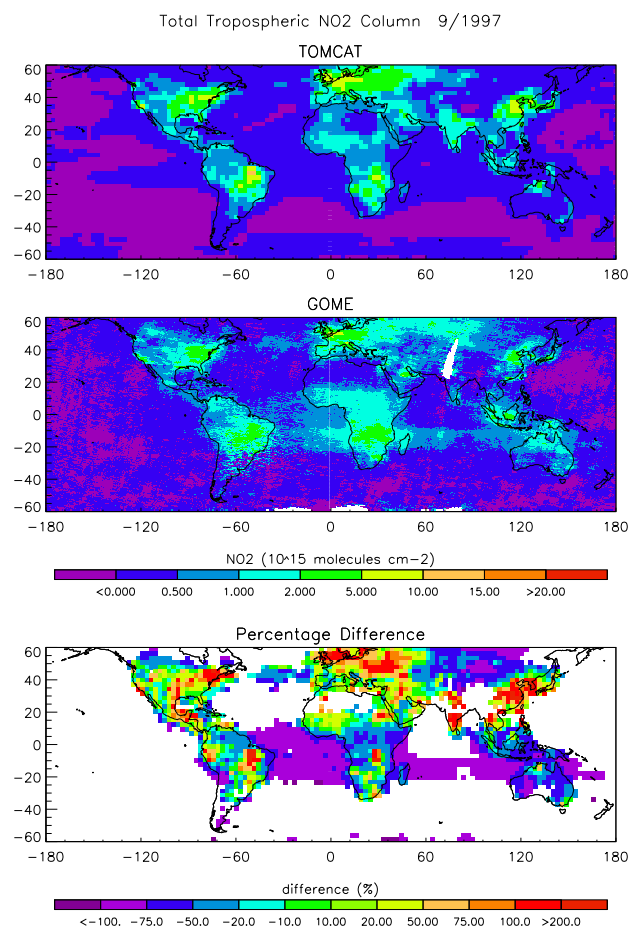 Total Tropospheric NO2 Column 9/1997
TOMCAT
60
40
20
0
−20
−40
−60
−180 −120 −60 0 60 120 180
GOME
60
40
20
0
−20
−40
−60
−180 −120 −60 0 60 120 180
NO2 (10^15 molecules cm−2)
<0.000 0.500 1.000 2.000 5.000 10.00 15.00 >20.00
Percentage Difference
60
40
20
0
−20
−40
−60
−180 −120 −60 0 60 120 180
difference (%)
<−100. −75.0 −50.0 −20.0 −10.0 10.00 20.00 50.00 75.00 100.0 >200.0